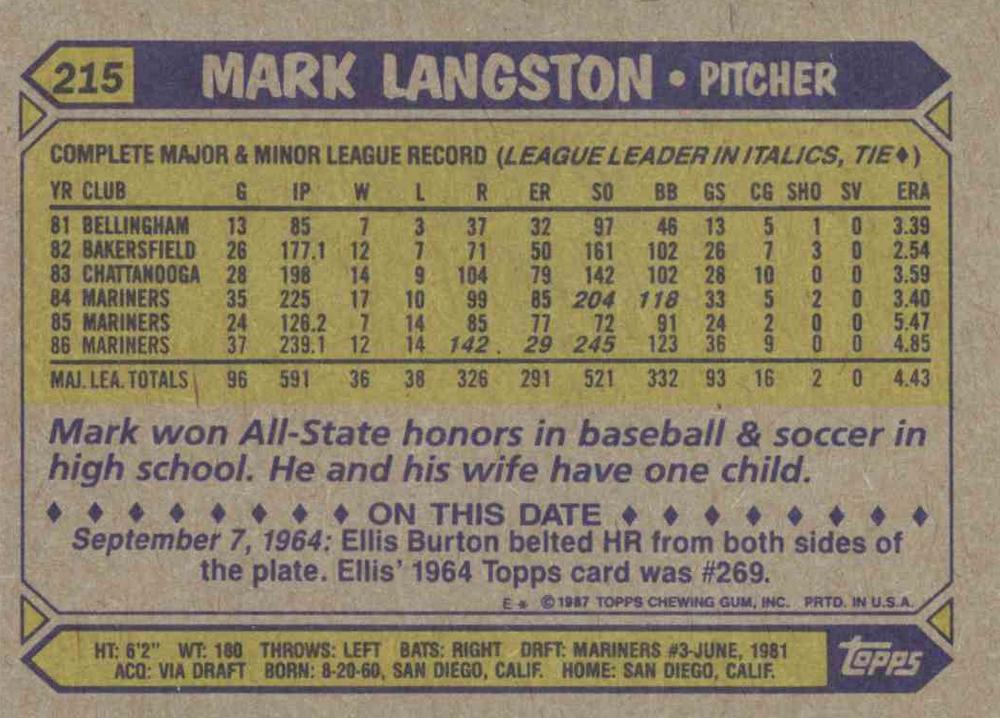 215 MARK LANGSTON • PITCHER
COMPLETE MAJOR & MINOR LEAGUE RECORD (LEAGUE LEADER IN ITALICS, TIE♦)
YR CLUB G IP W L R ER SO BB GS CG SHO SV ERA
81 BELLINGHAM 13 85 7 3 37 32 97 46 13 5 1 0 3.39
82 BAKERSFIELD 26 177.1 12 7 71 50 161 102 26 7 3 0 2.54
83 CHATTANOOGA 28 198 14 9 104 79 142 102 28 10 0 0 3.59
84 MARINERS 35 225 17 10 99 85 204 118 33 5 2 0 3.40
85 MARINERS 24 126.2 7 14 85 77 72 91 24 2 0 0 5.47
86 MARINERS 37 239.1 12 14 142 29 245 123 36 9 0 0 4.85
MAJ. LEA. TOTALS 96 591 36 38 326 291 521 332 93 16 2 0 4.43
Mark won All-State honors in baseball & soccer in
high school. He and his wife have one child.
♦ ♦ ♦ ♦ ♦ ♦ ♦ ♦ ON THIS DATE ♦ ♦ ♦ ♦ ♦ ♦ ♦ ♦
September 7, 1964: Ellis Burton belted HR from both sides of
the plate. Ellis' 1964 Topps card was #269.
E * © 1987 TOPPS CHEWING GUM, INC. PRTD. IN U.S.A.
HT: 6'2" WT: 180 THROWS: LEFT BATS: RIGHT DRFT: MARINERS #3-JUNE, 1981
ACQ: VIA DRAFT BORN: 8-20-60, SAN DIEGO, CALIF. HOME: SAN DIEGO, CALIF.
topps